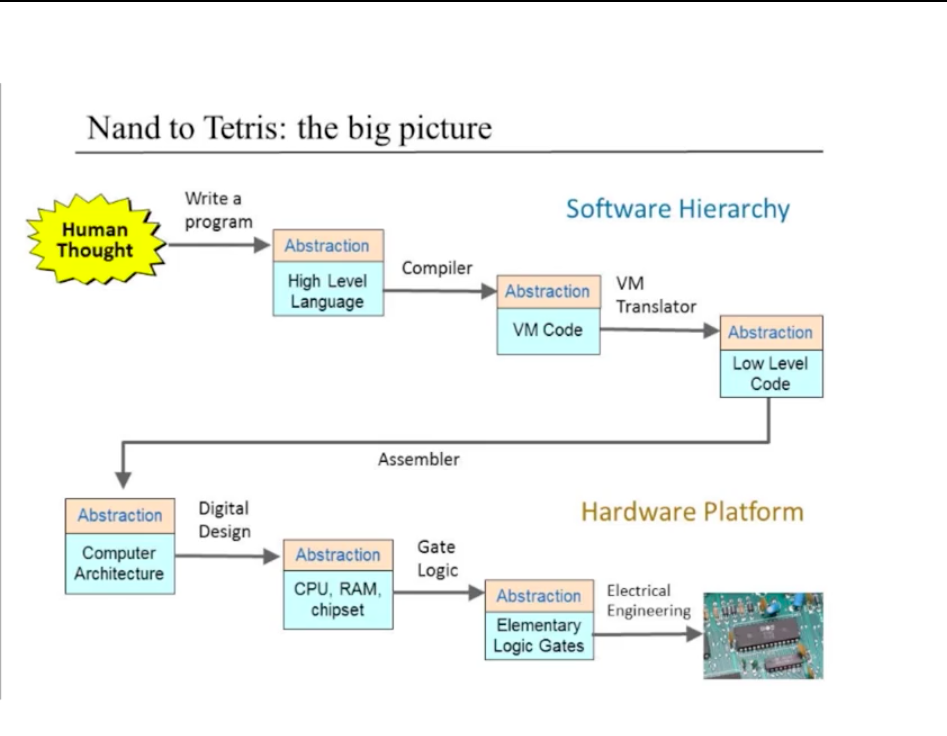 Nand to Tetris: the big picture
Human
Thought
Write a
program
Software Hierarchy
Abstraction
High Level
Language
Compiler
Abstraction
VM Code
VM
Translator
Abstraction
Low Level
Code
Assembler
Hardware Platform
Abstraction
Computer
Architecture
Digital
Design
Abstraction
CPU, RAM,
chipset
Gate
Logic
Abstraction
Elementary
Logic Gates
Electrical
Engineering